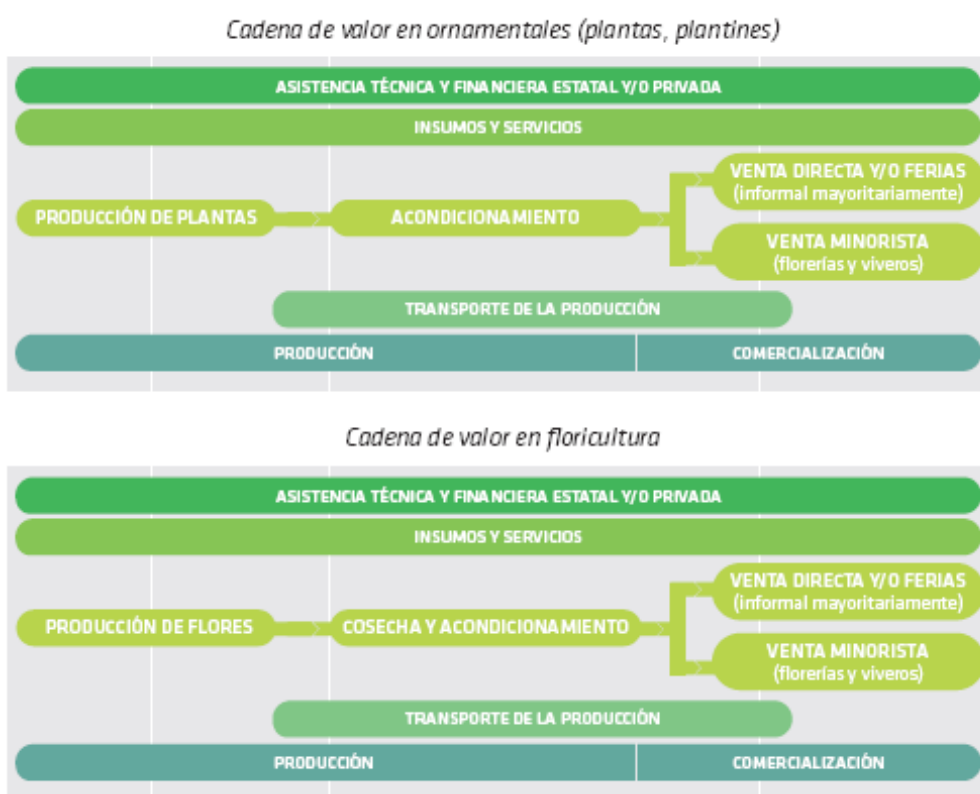 Cadena de valor en ornamentales (plantas, plantines)
ASISTENCIA TÉCNICA Y FINANCIERA ESTATAL Y/O PRIVADA
INSUMOS Y SERVICIOS
PRODUCCIÓN DE PLANTAS
ACONDICIONAMIENTO
VENTA DIRECTA Y/O FERIAS
(informal mayoritariamente)
VENTA MINORISTA
(florerías y viveros)
TRANSPORTE DE LA PRODUCCIÓN
PRODUCCIÓN
COMERCIALIZACIÓN
Cadena de valor en floricultura
ASISTENCIA TÉCNICA Y FINANCIERA ESTATAL Y/O PRIVADA
INSUMOS Y SERVICIOS
PRODUCCIÓN DE FLORES
COSECHA Y ACONDICIONAMIENTO
VENTA DIRECTA Y/O FERIAS
(informal mayoritariamente)
VENTA MINORISTA
(florerías y viveros)
TRANSPORTE DE LA PRODUCCIÓN
PRODUCCIÓN
COMERCIALIZACIÓN